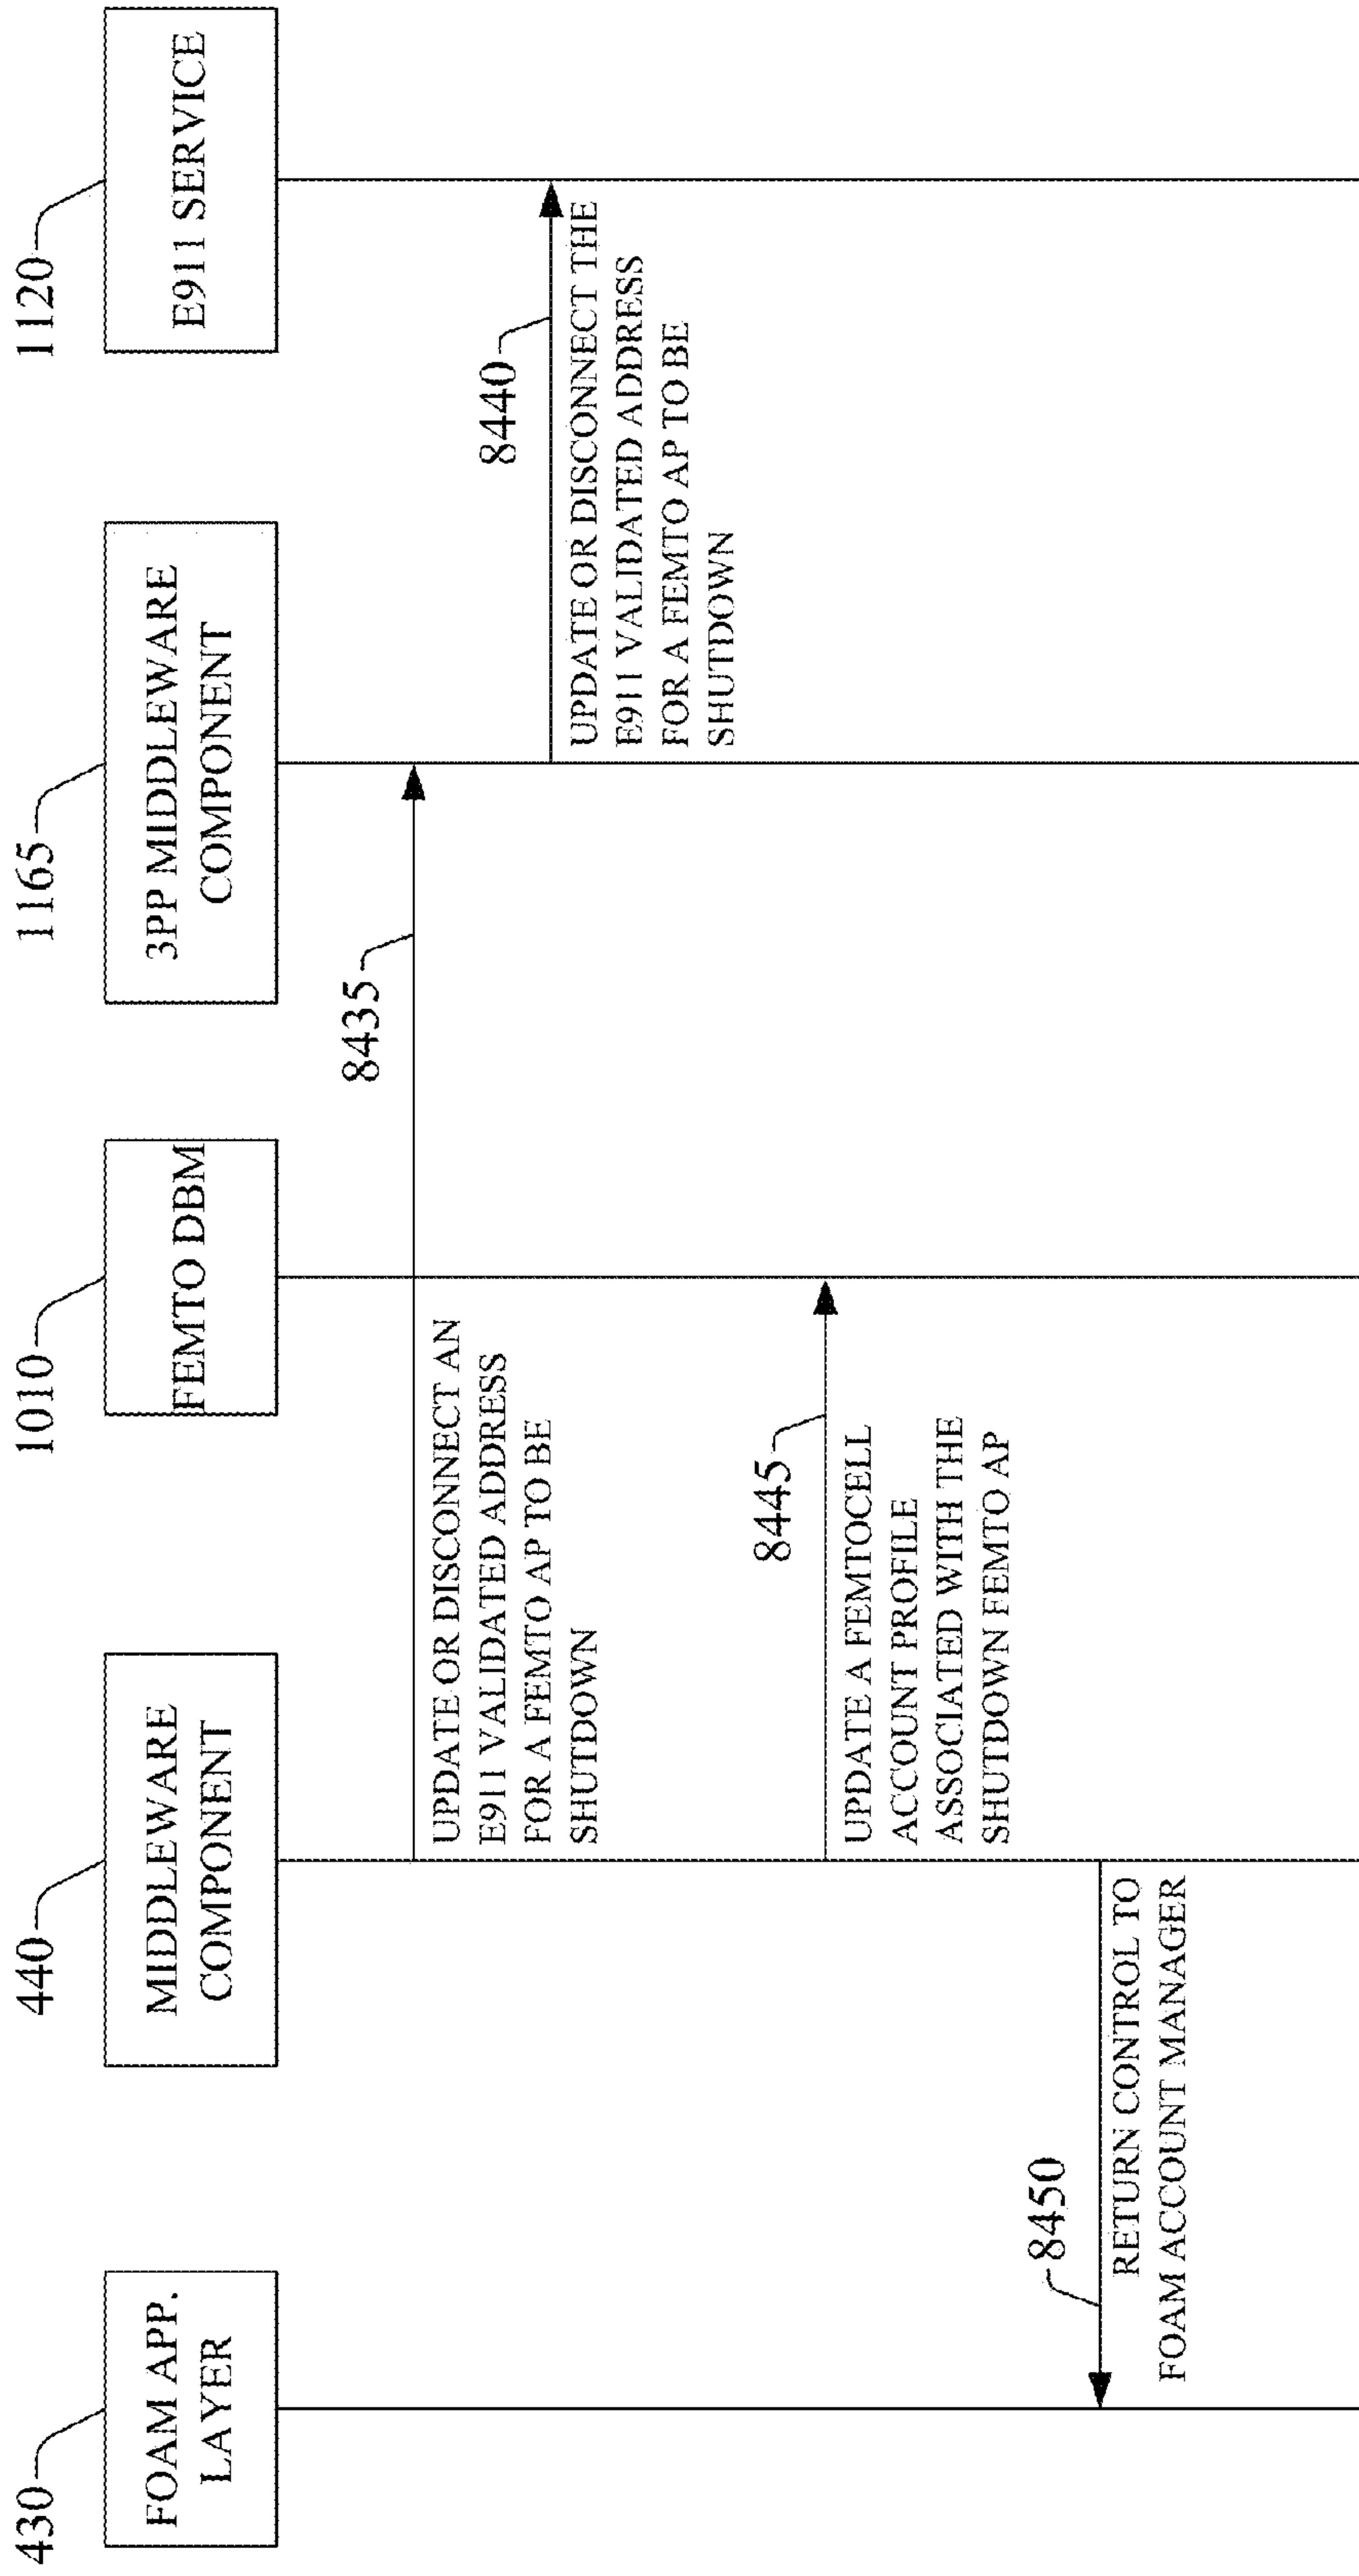 430
FOAM APP.
LAYER
440
MIDDLEWARE
COMPONENT
1010
FEMTO DBM
1165
3PP MIDDLEWARE
COMPONENT
1120
E911 SERVICE
8435
UPDATE OR DISCONNECT AN
E911 VALIDATED ADDRESS
FOR A FEMTO AP TO BE
SHUTDOWN
8440
UPDATE OR DISCONNECT THE
E911 VALIDATED ADDRESS
FOR A FEMTO AP TO BE
SHUTDOWN
8445
UPDATE A FEMTOCELL
ACCOUNT PROFILE
ASSOCIATED WITH THE
SHUTDOWN FEMTO AP
8450
RETURN CONTROL TO
FOAM ACCOUNT MANAGER